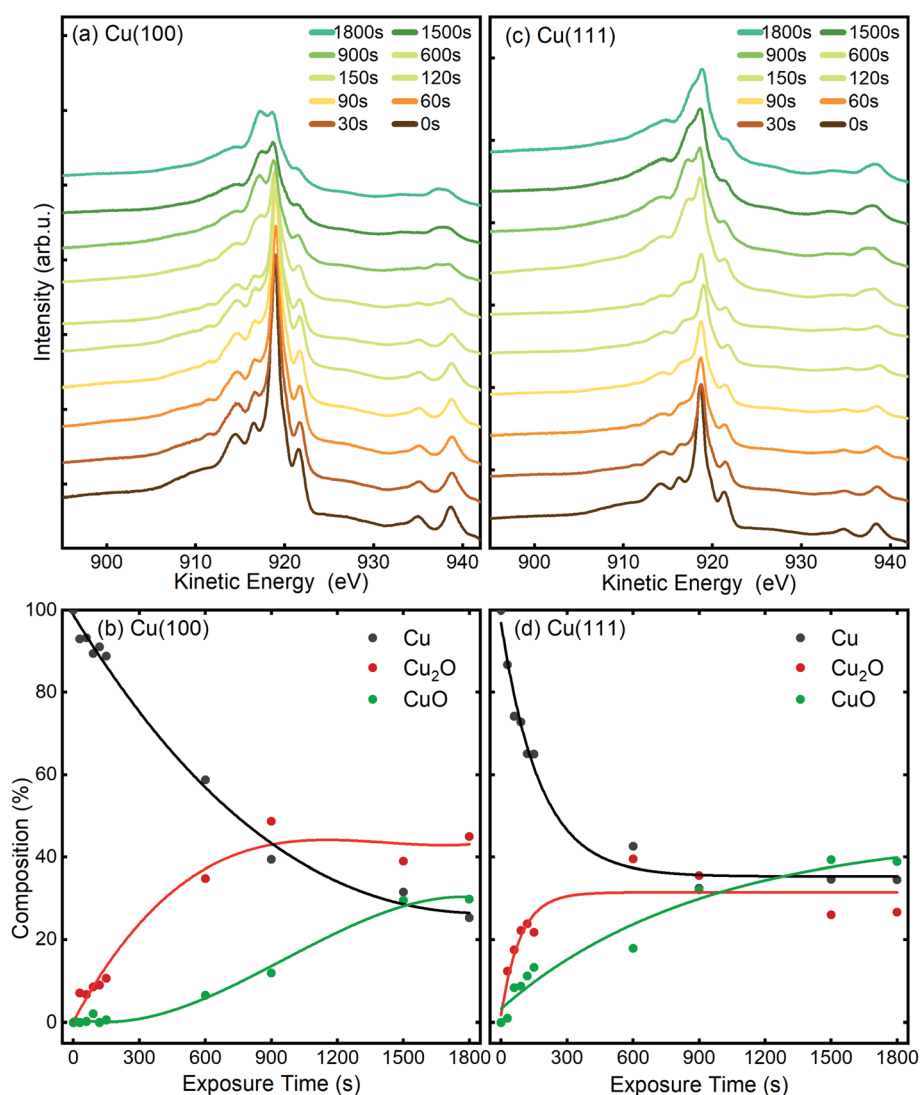 (a) Cu(100)
1800s 1500s
900s 600s
150s 120s
90s 60s
30s 0s
Intensity (arb.u.)
900 910 920 930 940
Kinetic Energy (eV)
(c) Cu(111)
1800s 1500s
900s 600s
150s 120s
90s 60s
30s 0s
900 910 920 930 940
Kinetic Energy (eV)
(b) Cu(100)
Cu
Cu₂O
CuO
100
80
60
40
20
0
Composition (%)
0 300 600 900 1200 1500 1800
Exposure Time (s)
(d) Cu(111)
Cu
Cu₂O
CuO
0 300 600 900 1200 1500 1800
Exposure Time (s)